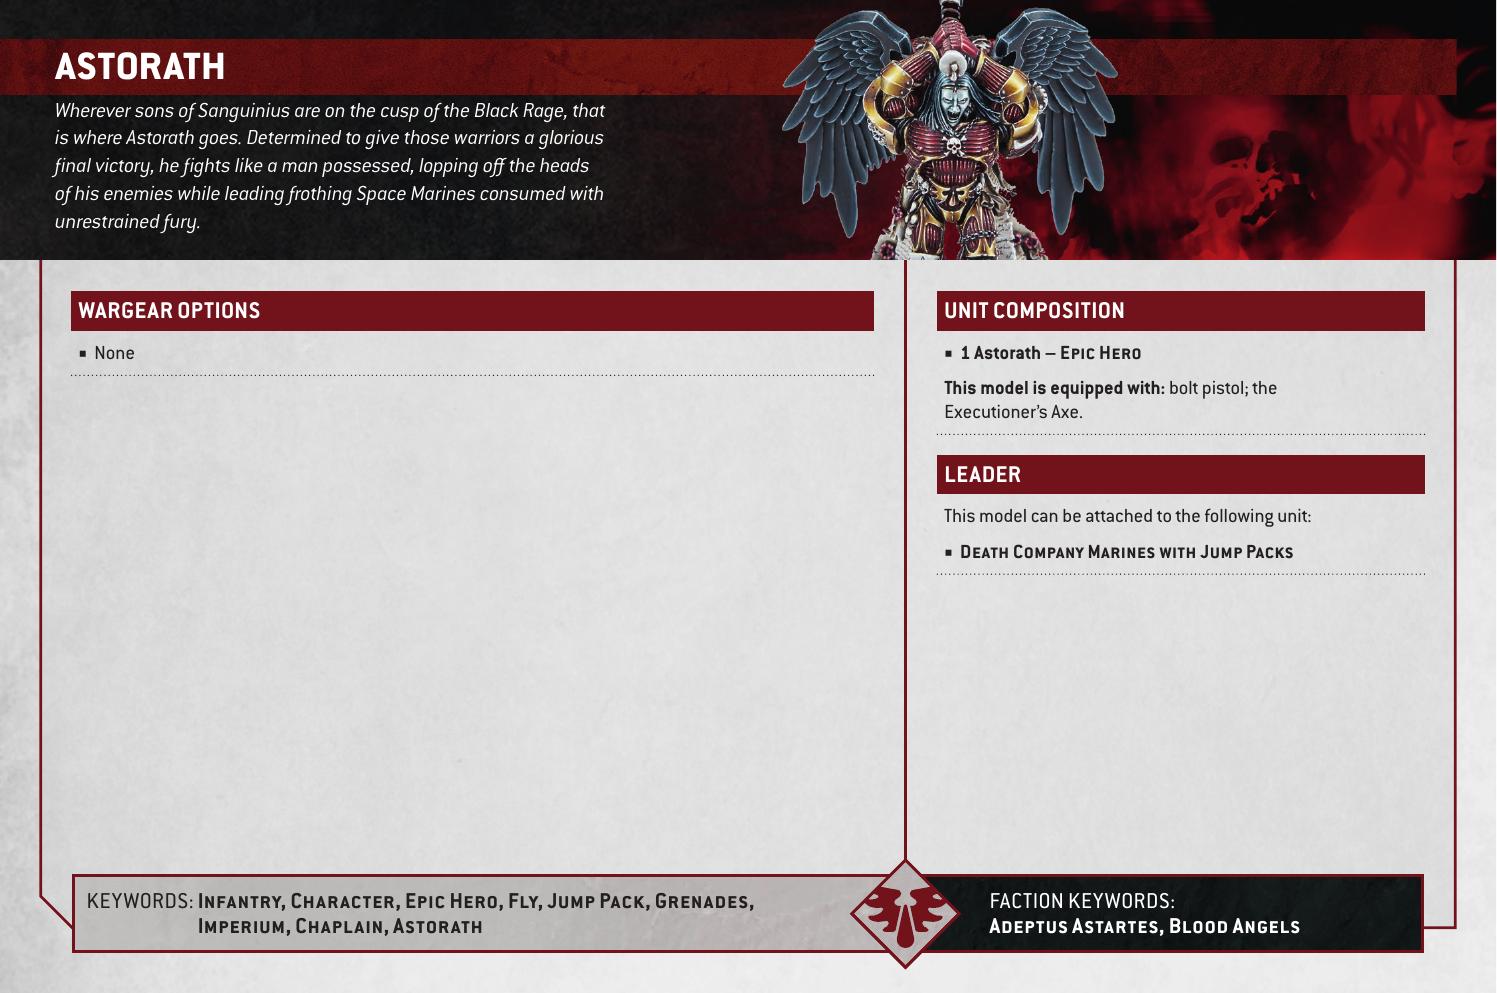 ASTORATH
Wherever sons of Sanguinius are on the cusp of the Black Rage, that
is where Astorath goes. Determined to give those warriors a glorious
final victory, he fights like a man possessed, lopping off the heads
of his enemies while leading frothing Space Marines consumed with
unrestrained fury.
WARGEAR OPTIONS
▪ None
UNIT COMPOSITION
▪ 1 Astorath – Epic Hero
This model is equipped with: bolt pistol; the
Executioner's Axe.
LEADER
This model can be attached to the following unit:
▪ Death Company Marines with Jump Packs
KEYWORDS: Infantry, Character, Epic Hero, Fly, Jump Pack, Grenades,
Imperium, Chaplain, Astorath
FACTION KEYWORDS:
Adeptus Astartes, Blood Angels